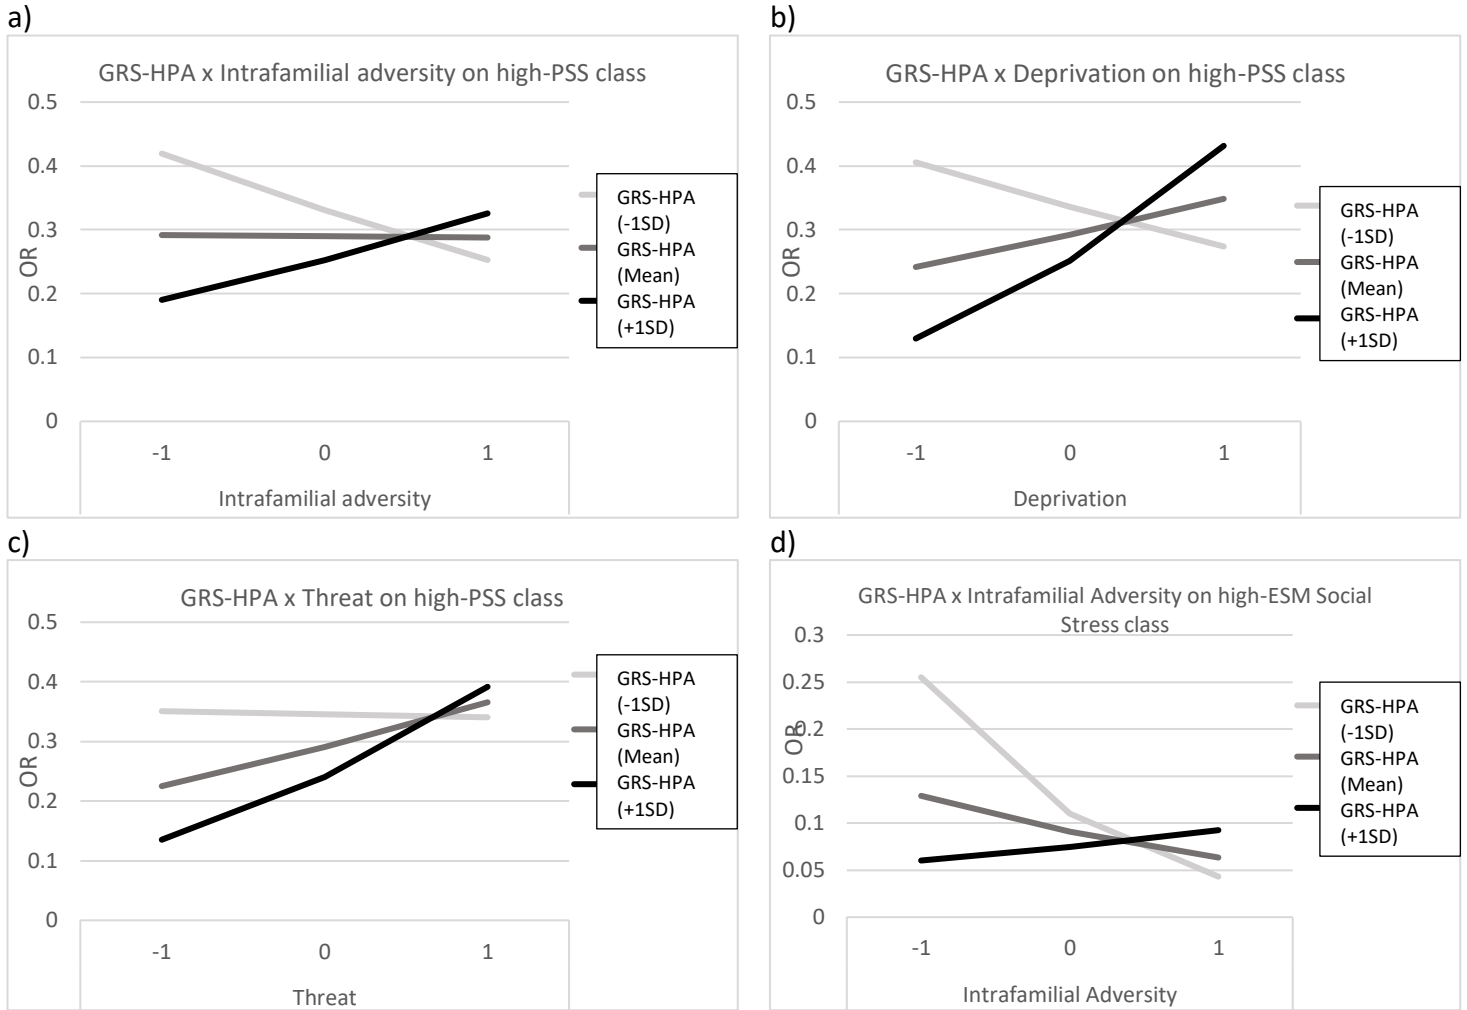 a)
GRS-HPA x Intrafamilial adversity on high-PSS class
0.5
0.4
0.3
0.2
0.1
0
OR
-1 0 1
Intrafamilial adversity
GRS-HPA
(-1SD)
GRS-HPA
(Mean)
GRS-HPA
(+1SD)
b)
GRS-HPA x Deprivation on high-PSS class
0.5
0.4
0.3
0.2
0.1
0
OR
-1 0 1
Deprivation
GRS-HPA
(-1SD)
GRS-HPA
(Mean)
GRS-HPA
(+1SD)
c)
GRS-HPA x Threat on high-PSS class
0.5
0.4
0.3
0.2
0.1
0
OR
-1 0 1
Threat
GRS-HPA
(-1SD)
GRS-HPA
(Mean)
GRS-HPA
(+1SD)
d)
GRS-HPA x Intrafamilial Adversity on high-ESM Social
Stress class
0.3
0.25
0.2
0.15
0.1
0.05
0
OR
-1 0 1
Intrafamilial Adversity
GRS-HPA
(-1SD)
GRS-HPA
(Mean)
GRS-HPA
(+1SD)